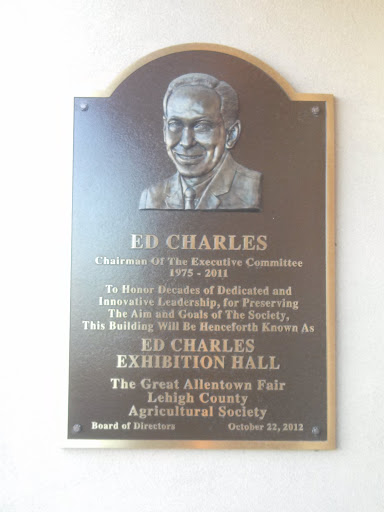 ED CHARLES
Chairman Of The Executive Committee
1975 - 2011
To Honor Decades of Dedicated and
Innovative Leadership, for Preserving
The Aim and Goals of The Society,
This Building Will Be Henceforth Known As
ED CHARLES
EXHIBITION HALL
The Great Allentown Fair
Lehigh County
Agricultural Society
Board of Directors October 22, 2012